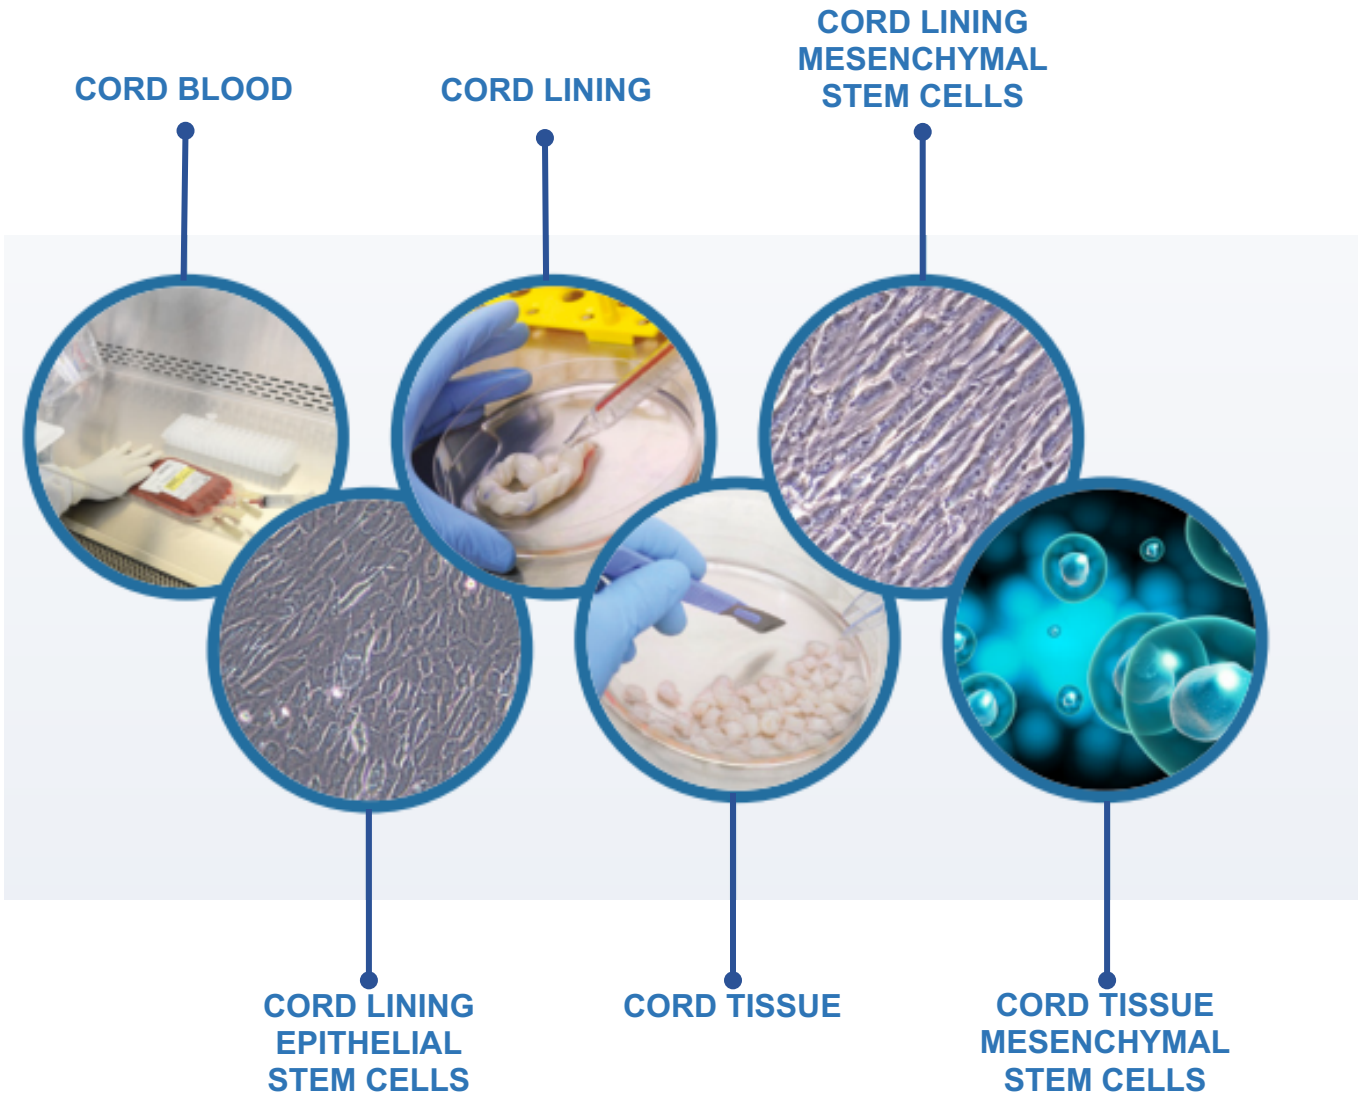 CORD BLOOD
CORD LINING
CORD LINING
MESENCHYMAL
STEM CELLS
CORD LINING
EPITHELIAL
STEM CELLS
CORD TISSUE
CORD TISSUE
MESENCHYMAL
STEM CELLS